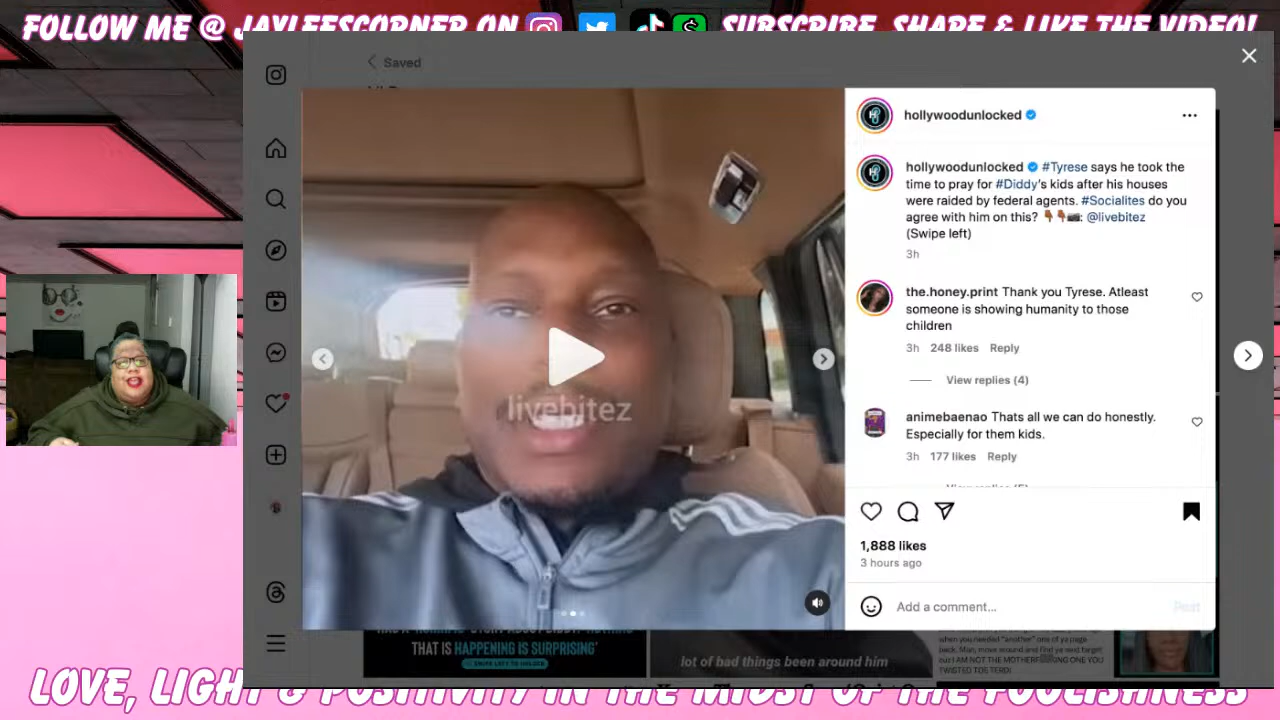 FOLLOW ME @ JAYLEESCORNER ON
SUBSCRIBE, SHARE & LIKE THE VIDEO!
Saved
hollywoodunlocked
hollywoodunlocked #Tyrese says he took the
time to pray for #Diddy's kids after his houses
were raided by federal agents. #Socialites do you
agree with him on this? : @livebitez
(Swipe left)
3h
the.honey.print Thank you Tyrese. Atleast
someone is showing humanity to those
children
3h 248 likes Reply
View replies (4)
animebaenao Thats all we can do honestly.
Especially for them kids.
3h 177 likes Reply
livebitez
1,888 likes
3 hours ago
Add a comment...
Post
THAT IS HAPPENING IS SURPRISING'
lot of bad things been around him
LOVE, LIGHT & POSITIVITY IN THE MIDST OF THE FOOLISHNESS